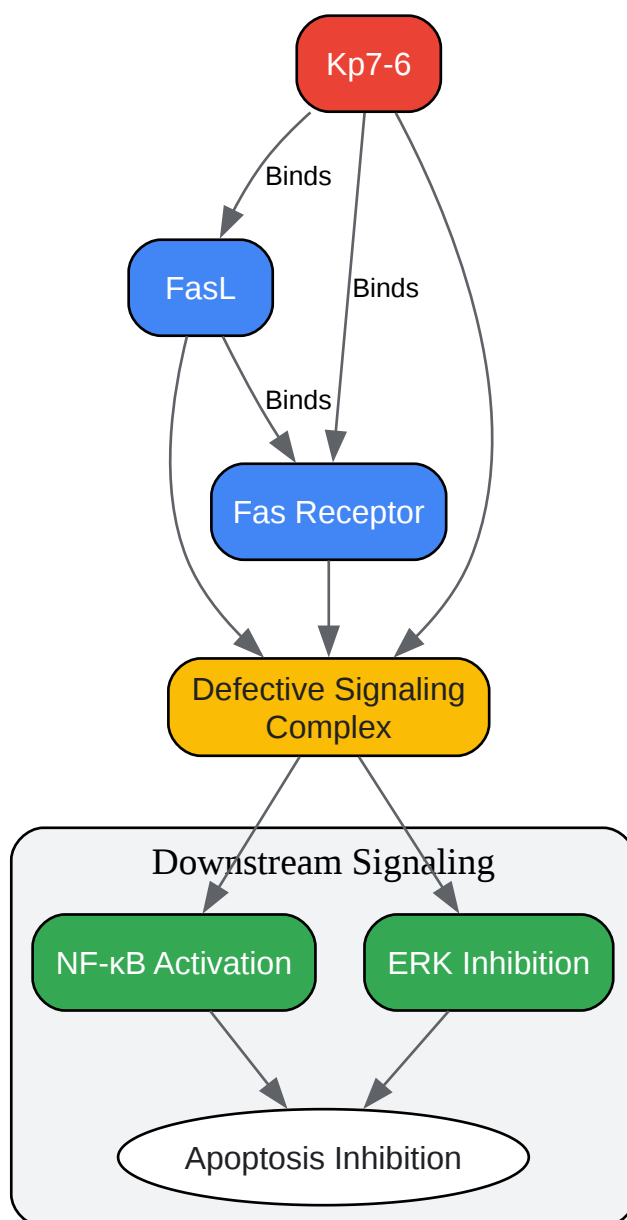 Kp7-6
Binds
FasL
Binds
Binds
Fas Receptor
Defective Signaling
Complex
Downstream Signaling
NF-κB Activation
ERK Inhibition
Apoptosis Inhibition